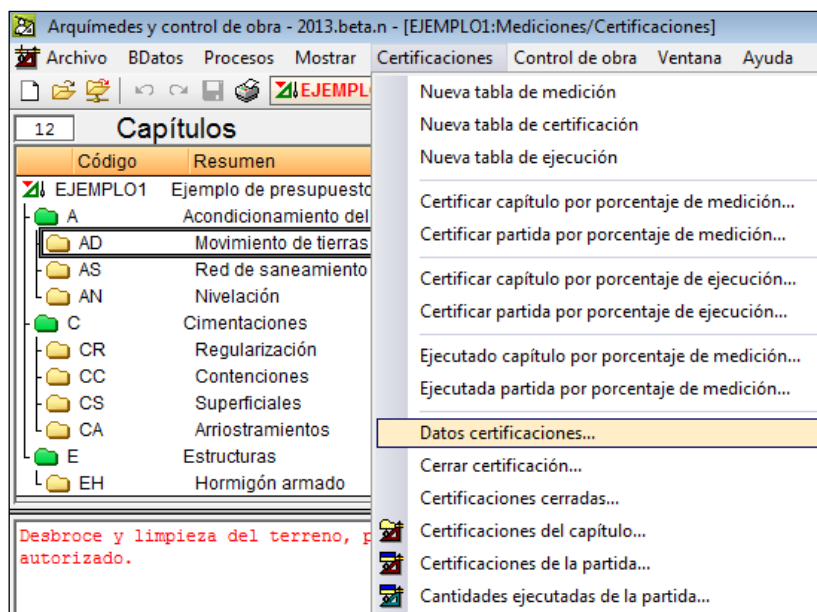 Arquímedes y control de obra - 2013.beta.n - [EJEMPLO1:Mediciones/Certificaciones]
Archivo BDatos Procesos Mostrar Certificaciones Control de obra Ventana Ayuda
EJEMPL
12 Capítulos
Código Resumen
EJEMPLO1 Ejemplo de presupuesto
A Acondicionamiento del
AD Movimiento de tierras
AS Red de saneamiento
AN Nivelación
C Cimentaciones
CR Regularización
CC Contenciones
CS Superficiales
CA Arriostramientos
E Estructuras
EH Hormigón armado
Desbroce y limpieza del terreno, p
autorizado.
Nueva tabla de medición
Nueva tabla de certificación
Nueva tabla de ejecución
Certificar capítulo por porcentaje de medición...
Certificar partida por porcentaje de medición...
Certificar capítulo por porcentaje de ejecución...
Certificar partida por porcentaje de ejecución...
Ejecutado capítulo por porcentaje de medición...
Ejecutada partida por porcentaje de medición...
Datos certificaciones...
Cerrar certificación...
Certificaciones cerradas...
Certificaciones del capítulo...
Certificaciones de la partida...
Cantidades ejecutadas de la partida...